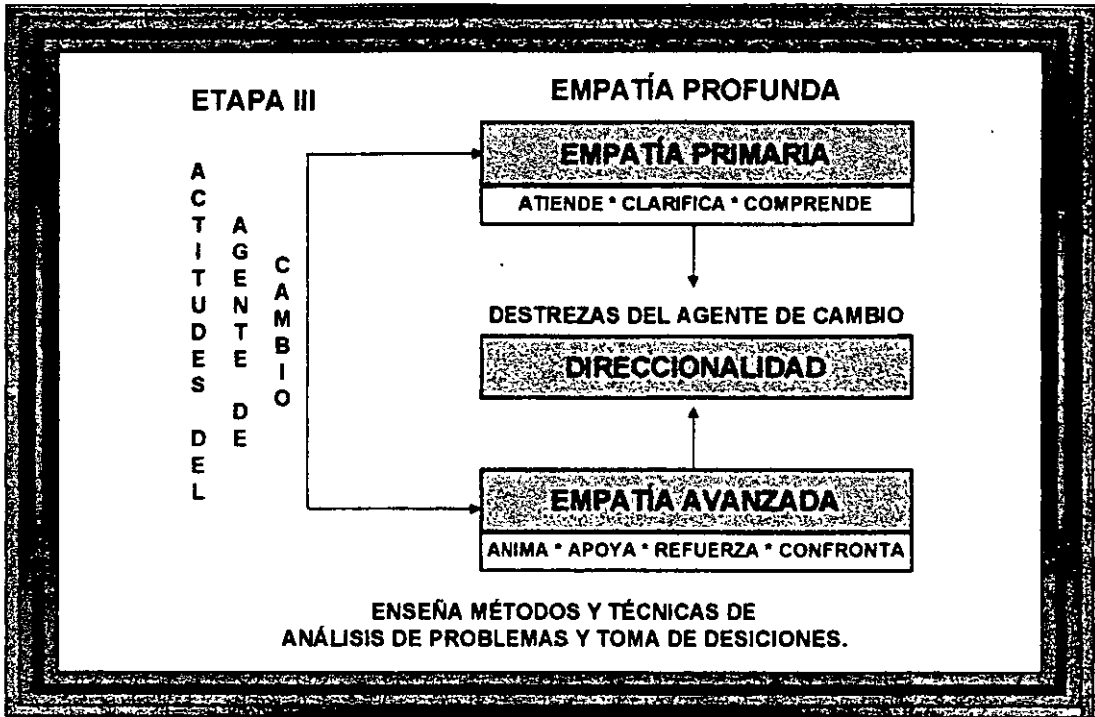 ETAPA III
ACTITUDES DEL
AGENTE DE
CAMBIO
EMPATÍA PROFUNDA
EMPATÍA PRIMARIA
ATIENDE * CLARIFICA * COMPRENDE
DESTREZAS DEL AGENTE DE CAMBIO
DIRECCIONALIDAD
EMPATÍA AVANZADA
ANIMA * APOYA * REFUERZA * CONFRONTA
ENSEÑA MÉTODOS Y TÉCNICAS DE
ANÁLISIS DE PROBLEMAS Y TOMA DE DESICIONES.